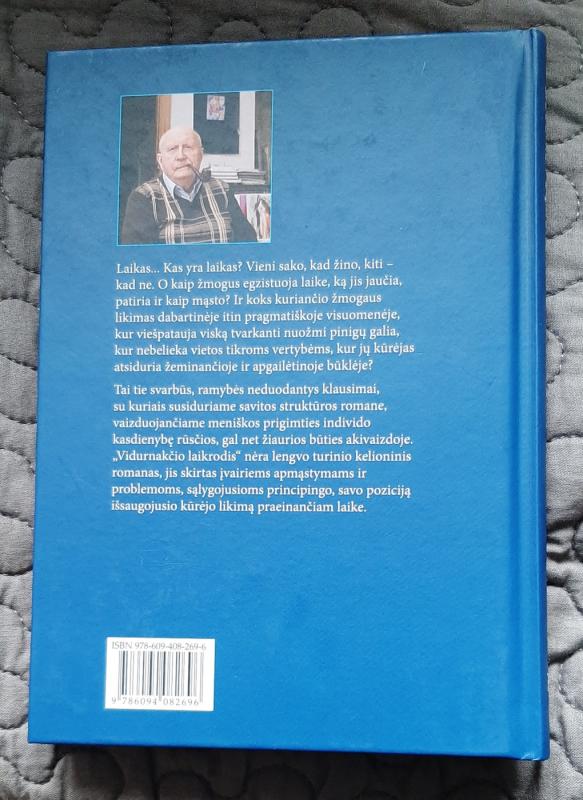 Laikas... Kas yra laikas? Vieni sako, kad žino, kiti –
kad ne. O kaip žmogus egzistuoja laike, ką jis jaučia,
patiria ir kaip mąsto? Ir koks kuriančio žmogaus
likimas dabartinėje itin pragmatiškoje visuomenėje,
kur viešpatauja viską tvarkanti nuožmi pinigų galia,
kur nebelieka vietos tikroms vertybėms, kur jų kūrėjas
atsiduria žeminančioje ir apgailėtinoje būklėje?
Tai tie svarbūs, ramybės neduodantys klausimai,
su kuriais susiduriame savitos struktūros romane,
vaizduojančiame meniškos prigimties individo
kasdienybę rūsčios, gal net žiaurios būties akivaizdoje.
„Vidurnakčio laikrodis“ nėra lengvo turinio kelioninis
romanas, jis skirtas įvairiems apmąstymams ir
problemoms, sąlygojusioms principingo, savo poziciją
išsaugojusio kūrėjo likimą praeinančiam laike.
ISBN 978-609-408-269-6
9 786094 082696